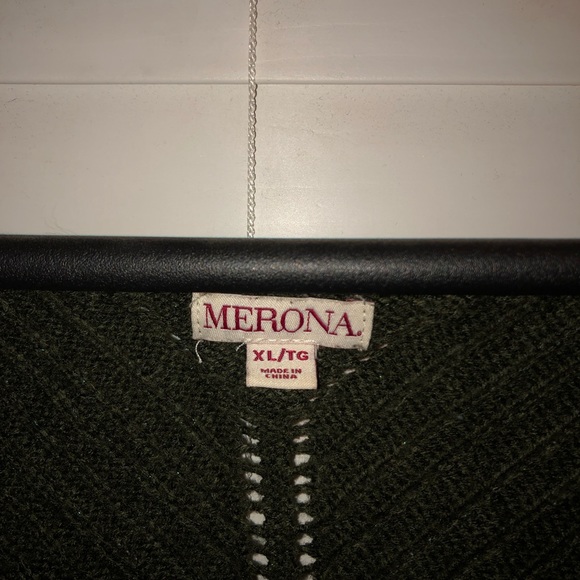 MERONA.
XL/TG
MADE IN
CHINA